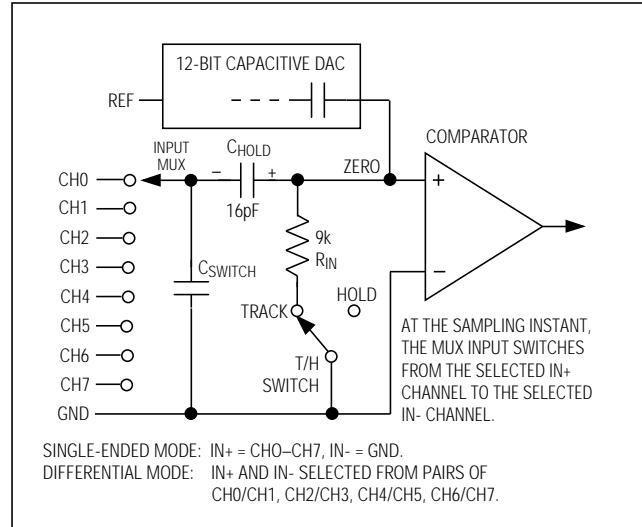 12-BIT CAPACITIVE DAC
REF
COMPARATOR
INPUT
MUX
CHOLD
– +
16pF
ZERO
+
–
CH0
CH1
CH2
CH3
CH4
CH5
CH6
CH7
GND
CSWITCH
9k
RIN
TRACK
HOLD
T/H
SWITCH
AT THE SAMPLING INSTANT,
THE MUX INPUT SWITCHES
FROM THE SELECTED IN+
CHANNEL TO THE SELECTED
IN- CHANNEL.
SINGLE-ENDED MODE: IN+ = CHO–CH7, IN- = GND.
DIFFERENTIAL MODE: IN+ AND IN- SELECTED FROM PAIRS OF
CH0/CH1, CH2/CH3, CH4/CH5, CH6/CH7.